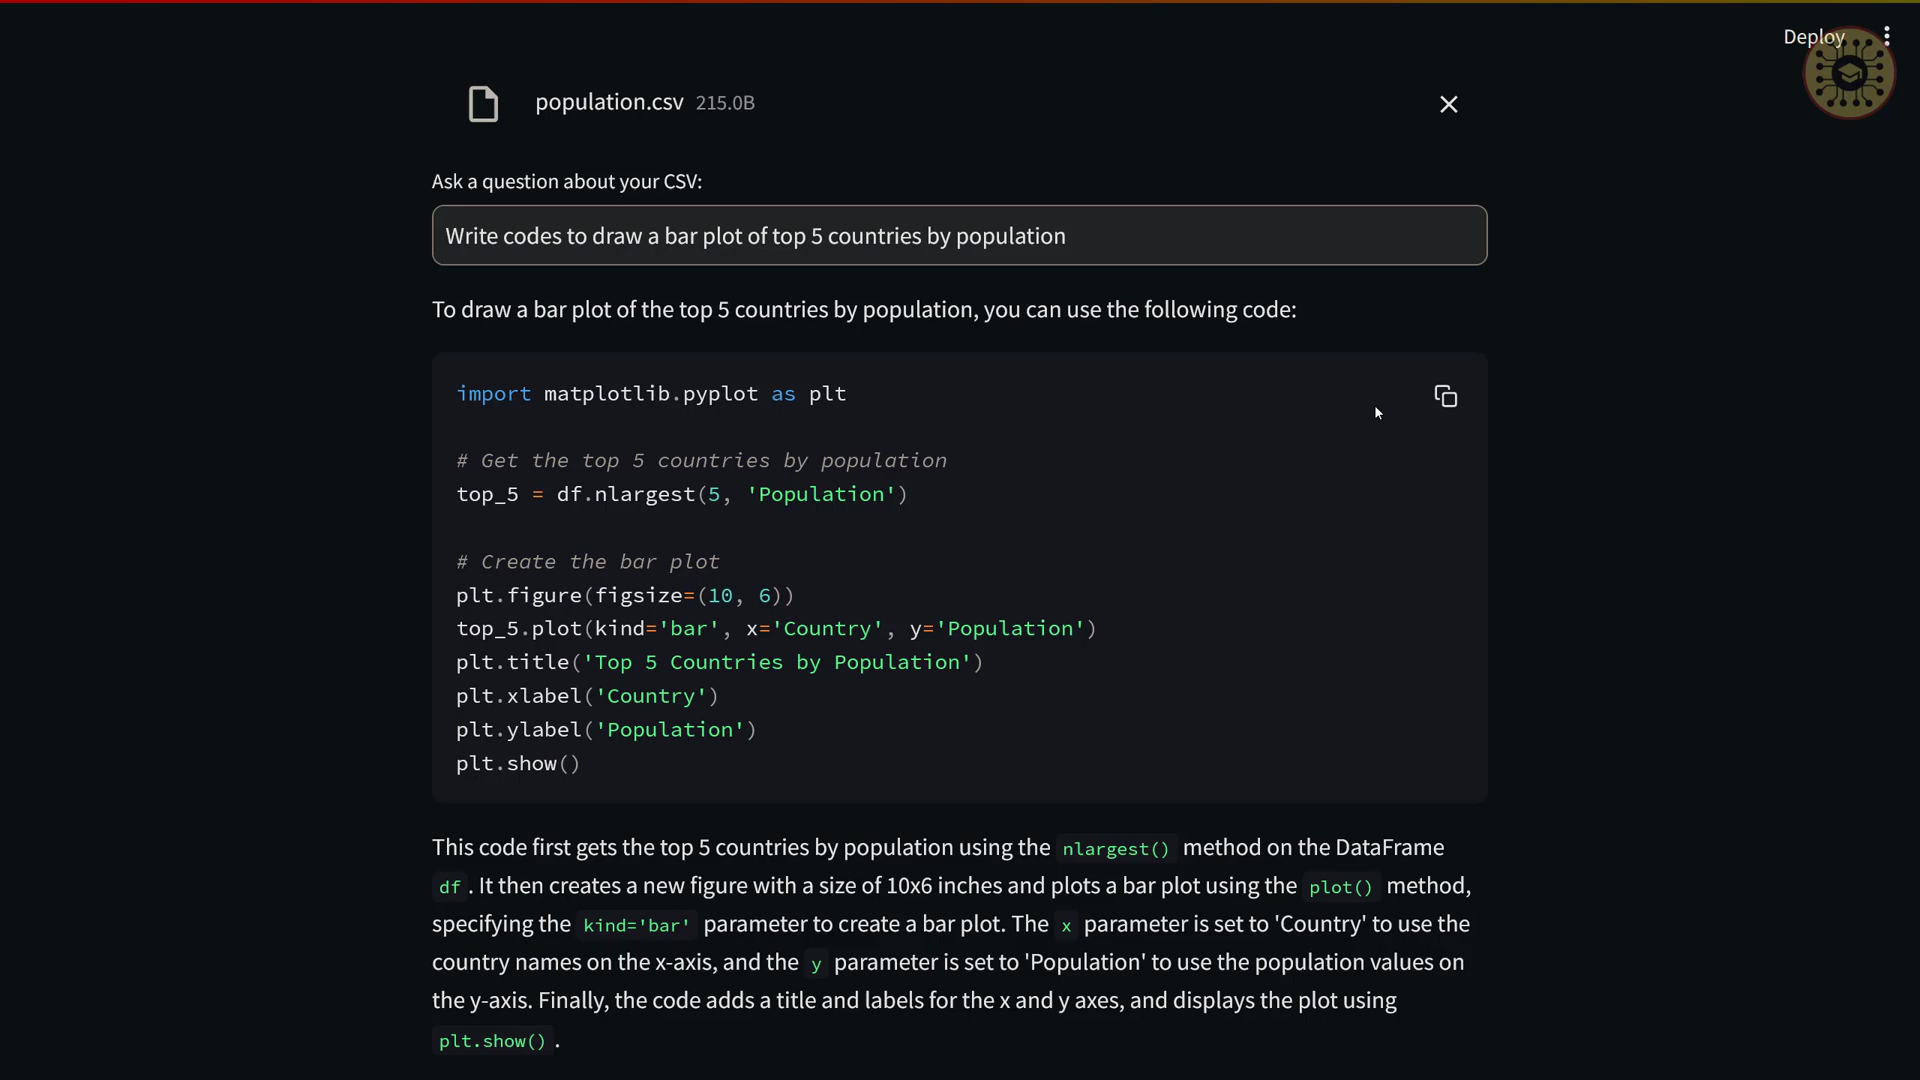 Deploy
population.csv 215.0B
Ask a question about your CSV:
Write codes to draw a bar plot of top 5 countries by population
To draw a bar plot of the top 5 countries by population, you can use the following code:
import matplotlib.pyplot as plt
# Get the top 5 countries by population
top_5 = df.nlargest(5, 'Population')
# Create the bar plot
plt.figure(figsize=(10, 6))
top_5.plot(kind='bar', x='Country', y='Population')
plt.title('Top 5 Countries by Population')
plt.xlabel('Country')
plt.ylabel('Population')
plt.show()
This code first gets the top 5 countries by population using the nlargest() method on the DataFrame
df . It then creates a new figure with a size of 10x6 inches and plots a bar plot using the plot() method,
specifying the kind='bar' parameter to create a bar plot. The x parameter is set to 'Country' to use the
country names on the x-axis, and the y parameter is set to 'Population' to use the population values on
the y-axis. Finally, the code adds a title and labels for the x and y axes, and displays the plot using
plt.show() .